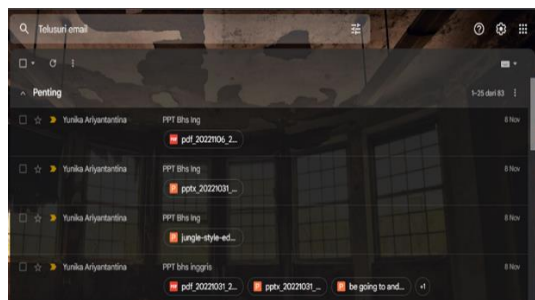 Telusuri email
Penting
1–25 dari 83
Yunika Ariyantantina PPT Bhs Ing 8 Nov
pdf_20221106_2...
Yunika Ariyantantina PPT Bhs Ing 8 Nov
pptx_20221031_...
Yunika Ariyantantina PPT Bhs Ing 8 Nov
jungle-style-ed...
Yunika Ariyantantina PPT bhs inggris 8 Nov
pdf_20221031_2... pptx_20221031_... be going to and... +1